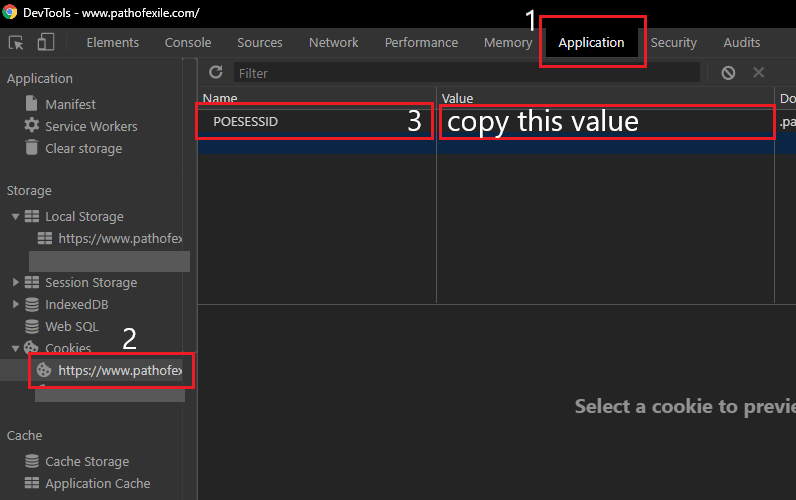 DevTools - www.pathofexile.com/
1
Elements Console Sources Network Performance Memory Application Security Audits
Application
Manifest
Service Workers
Clear storage
Storage
Local Storage
https://www.pathofex
Session Storage
IndexedDB
Web SQL
2
Cookies
https://www.pathofex
Cache
Cache Storage
Application Cache
Filter
Name Value Do
POESESSID 3 copy this value .pa
Select a cookie to previe